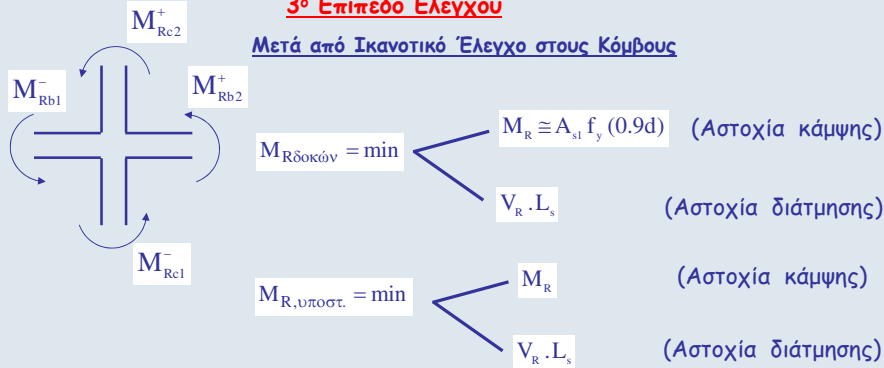 3º Επίπεδο Ελέγχου
Μετά από Ικανοτικό Έλεγχο στους Κόμβους
M⁺Rc2
M⁻Rb1
M⁺Rb2
M⁻Rc1
MRδοκών = min
MR ≅ As1 fy (0.9d) (Αστοχία κάμψης)
VR . Ls (Αστοχία διάτμησης)
MR,υποστ. = min
MR (Αστοχία κάμψης)
VR . Ls (Αστοχία διάτμησης)